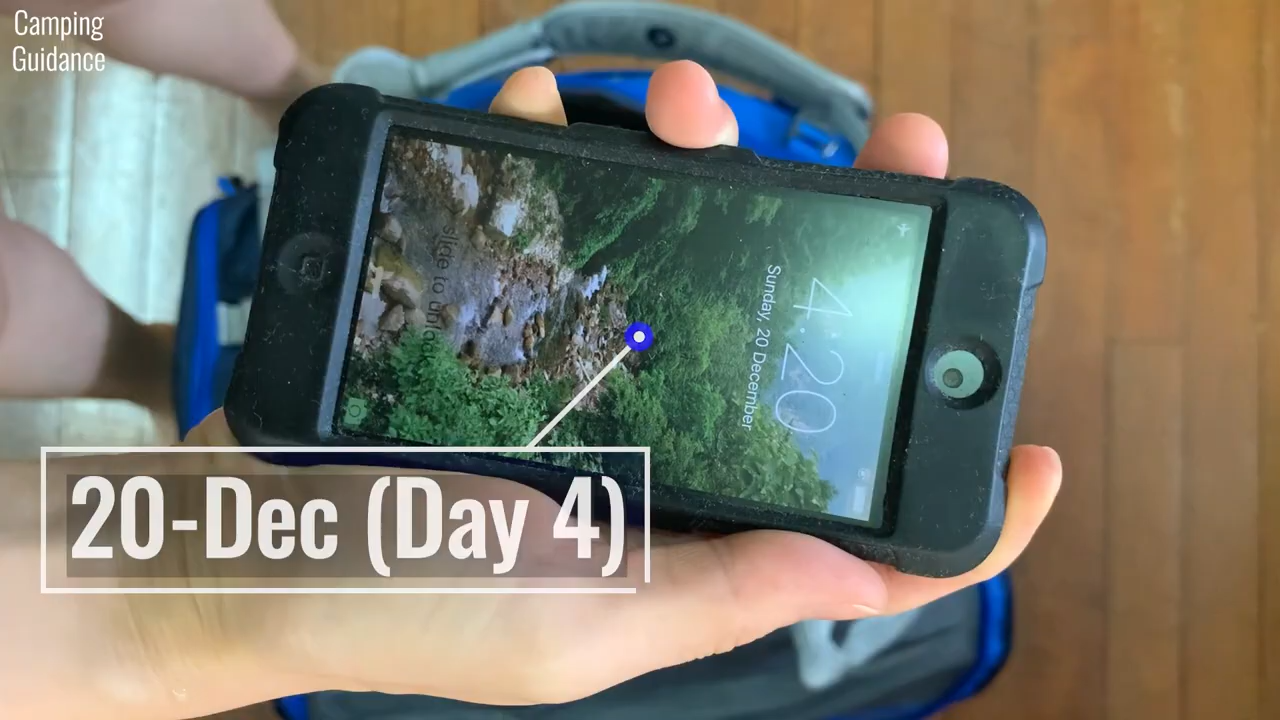 Camping
Guidance
4:20
Sunday, 20 December
slide to unlock
20-Dec (Day 4)